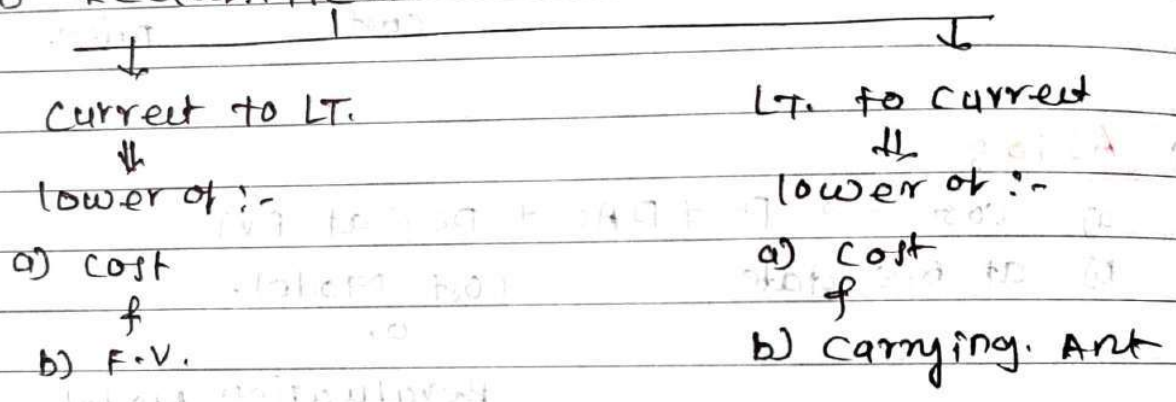 Current to LT.
lower of :-
a) Cost
&
b) F.V.
LT. to Current
lower of :-
a) Cost
&
b) Carrying. Amt